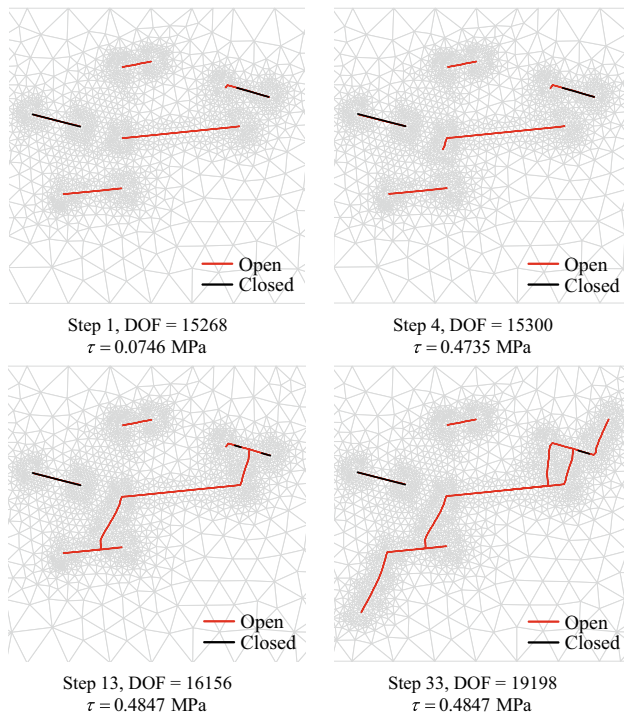 Open
Closed
Step 1, DOF = 15268
τ = 0.0746 MPa
Open
Closed
Step 4, DOF = 15300
τ = 0.4735 MPa
Open
Closed
Step 13, DOF = 16156
τ = 0.4847 MPa
Open
Closed
Step 33, DOF = 19198
τ = 0.4847 MPa